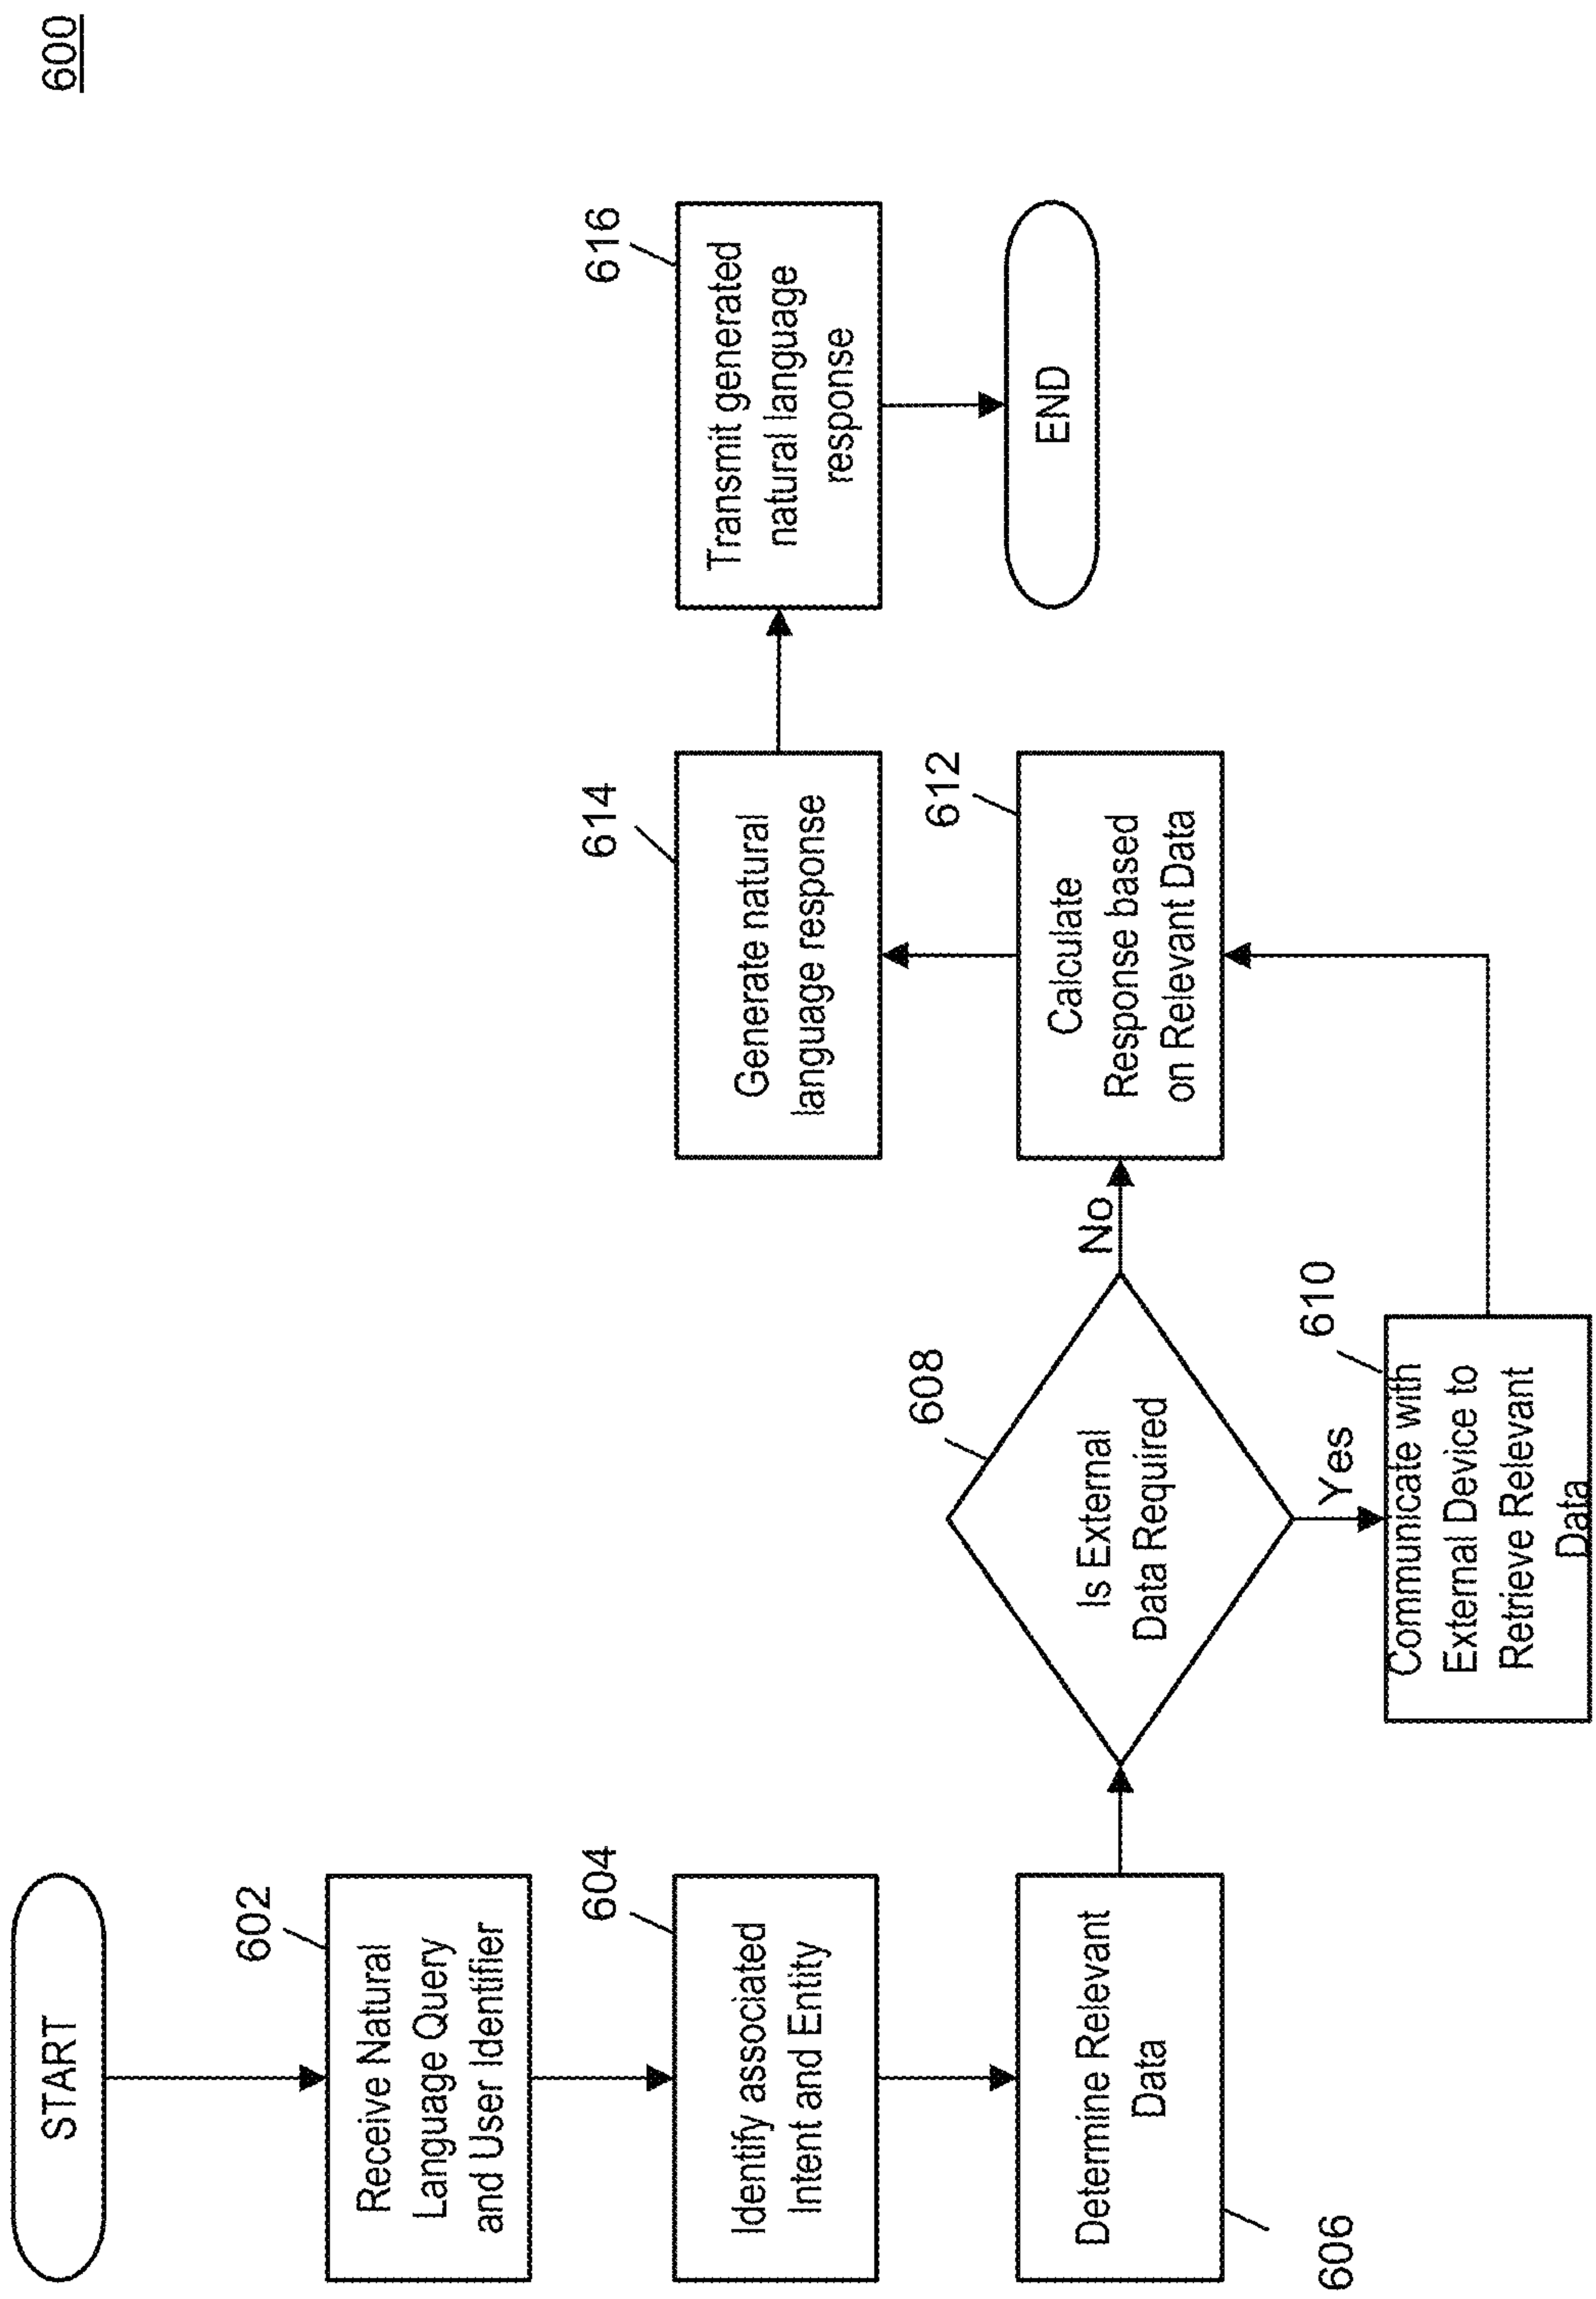 600
START
602
Receive Natural
Language Query
and User Identifier
604
Identify associated
Intent and Entity
606
Determine Relevant
Data
608
Is External
Data Required
No
Yes
610
Communicate with
External Device to
Retrieve Relevant
Data
612
Calculate
Response based
on Relevant Data
614
Generate natural
language response
616
Transmit generated
natural language
response
END